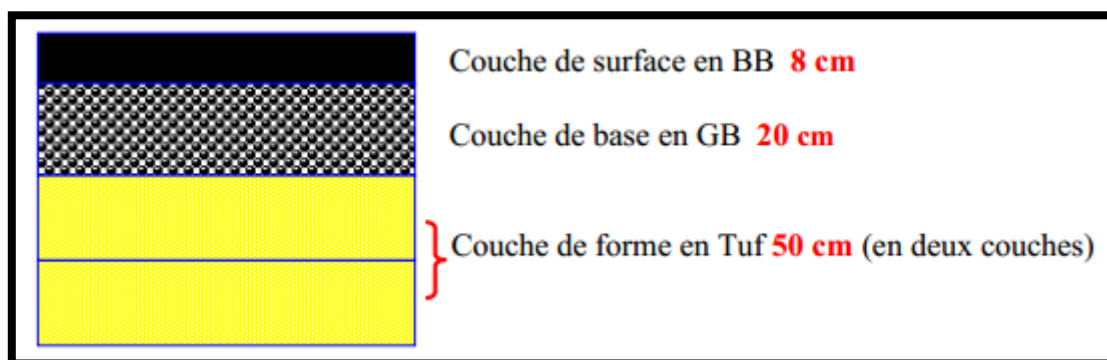 Couche de surface en BB 8 cm
Couche de base en GB 20 cm
Couche de forme en Tuf 50 cm (en deux couches)